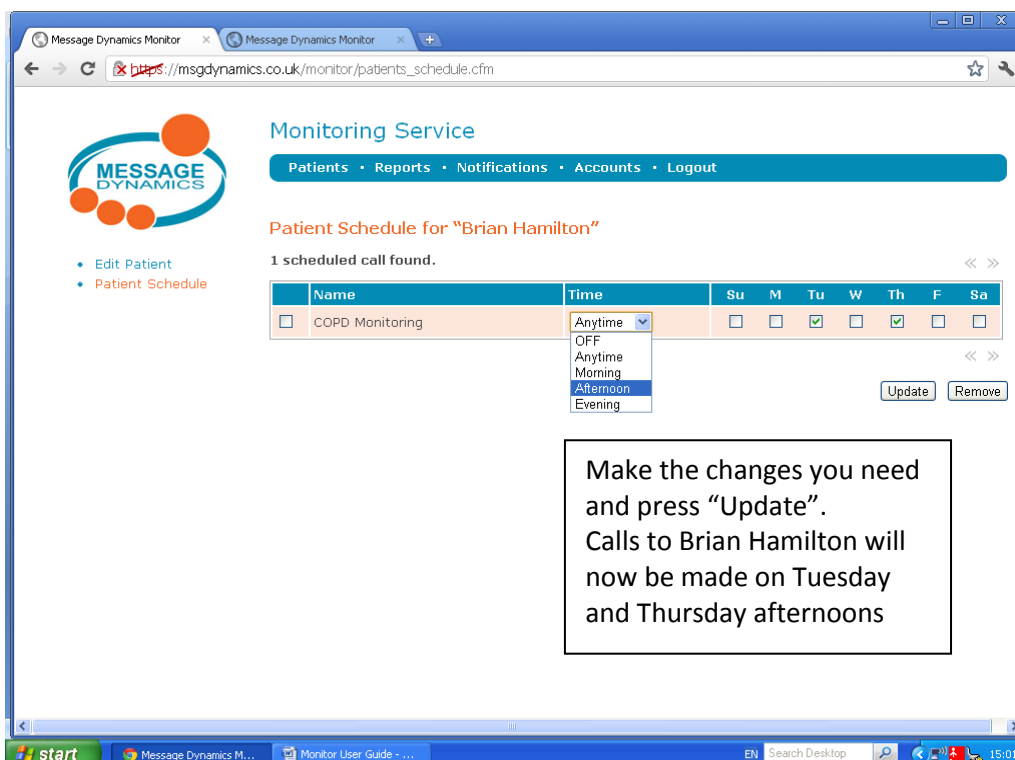 Message Dynamics Monitor
Message Dynamics Monitor
https://msgdynamics.co.uk/monitor/patients_schedule.cfm
MESSAGE
DYNAMICS
Monitoring Service
Patients • Reports • Notifications • Accounts • Logout
Edit Patient
Patient Schedule
Patient Schedule for “Brian Hamilton”
1 scheduled call found.
Name Time Su M Tu W Th F Sa
COPD Monitoring Anytime
OFF
Anytime
Morning
Afternoon
Evening
Update Remove
Make the changes you need
and press “Update”.
Calls to Brian Hamilton will
now be made on Tuesday
and Thursday afternoons
start Message Dynamics M... Monitor User Guide - ... EN Search Desktop 15:01